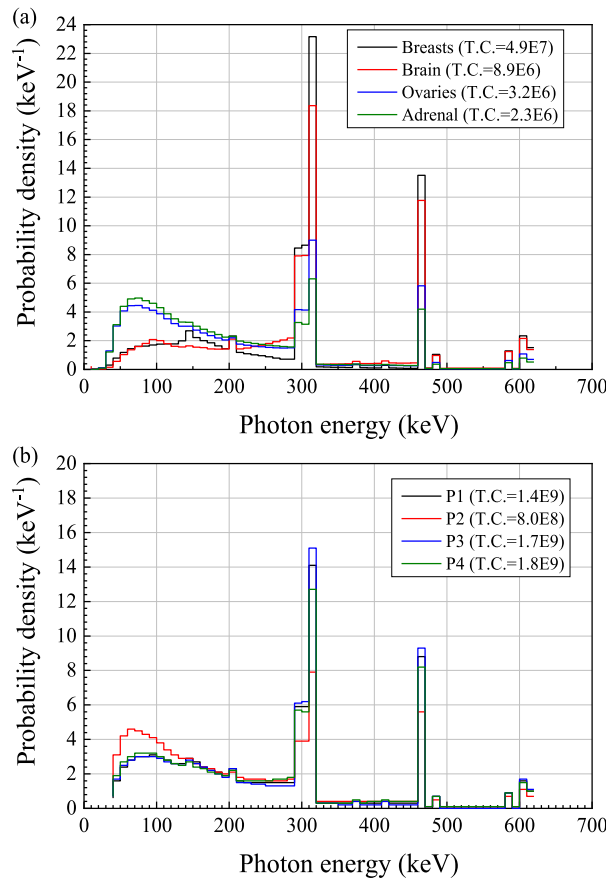 (a)
24
22
20
18
16
14
12
10
8
6
4
2
0
Probability density (keV⁻¹)
Breasts (T.C.=4.9E7)
Brain (T.C.=8.9E6)
Ovaries (T.C.=3.2E6)
Adrenal (T.C.=2.3E6)
0 100 200 300 400 500 600 700
Photon energy (keV)
(b)
20
18
16
14
12
10
8
6
4
2
0
Probability density (keV⁻¹)
P1 (T.C.=1.4E9)
P2 (T.C.=8.0E8)
P3 (T.C.=1.7E9)
P4 (T.C.=1.8E9)
0 100 200 300 400 500 600 700
Photon energy (keV)